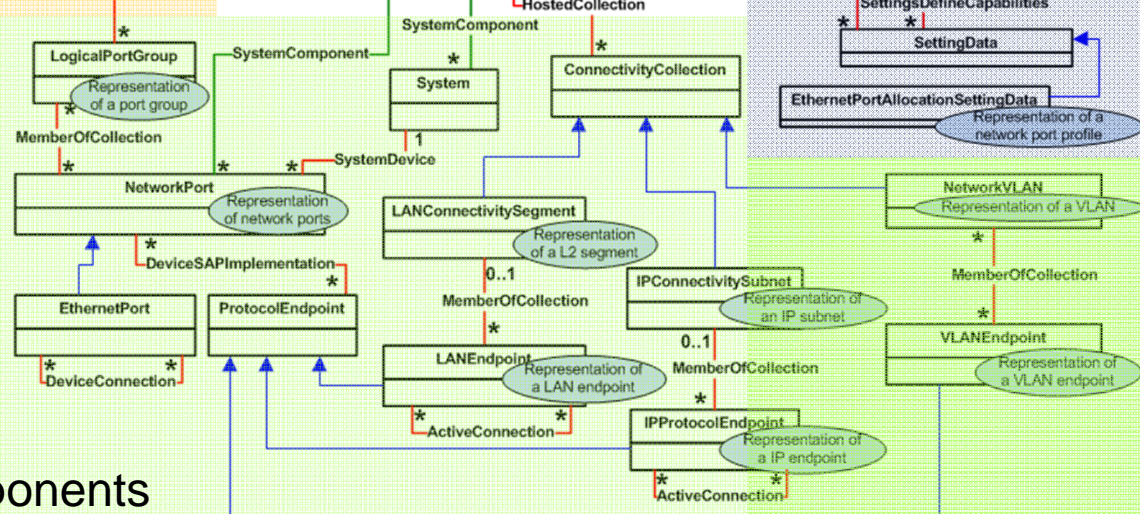 HostedCollection
SettingsDefineCapabilities
SystemComponent
*
*
*
*
LogicalPortGroup
SystemComponent
*
SettingData
Representation
of a port group
System
ConnectivityCollection
EthernetPortAllocationSettingData
Representation of a
network port profile
*
MemberOfCollection
1
*
*
*
SystemDevice
NetworkPort
Representation
of network ports
NetworkVLAN
Representation of a VLAN
LANConnectivitySegment
Representation
of a L2 segment
*
DeviceSAPImplementation
*
*
0..1
IPConnectivitySubnet
Representation of
an IP subnet
MemberOfCollection
EthernetPort
ProtocolEndpoint
MemberOfCollection
*
*
0..1
VLANEndpoint
Representation of
a VLAN endpoint
LANEndpoint
Representation of
a LAN endpoint
MemberOfCollection
*
*
DeviceConnection
*
*
*
ActiveConnection
IPProtocolEndpoint
Representation of
a IP endpoint
*
*
ActiveConnection
ponents